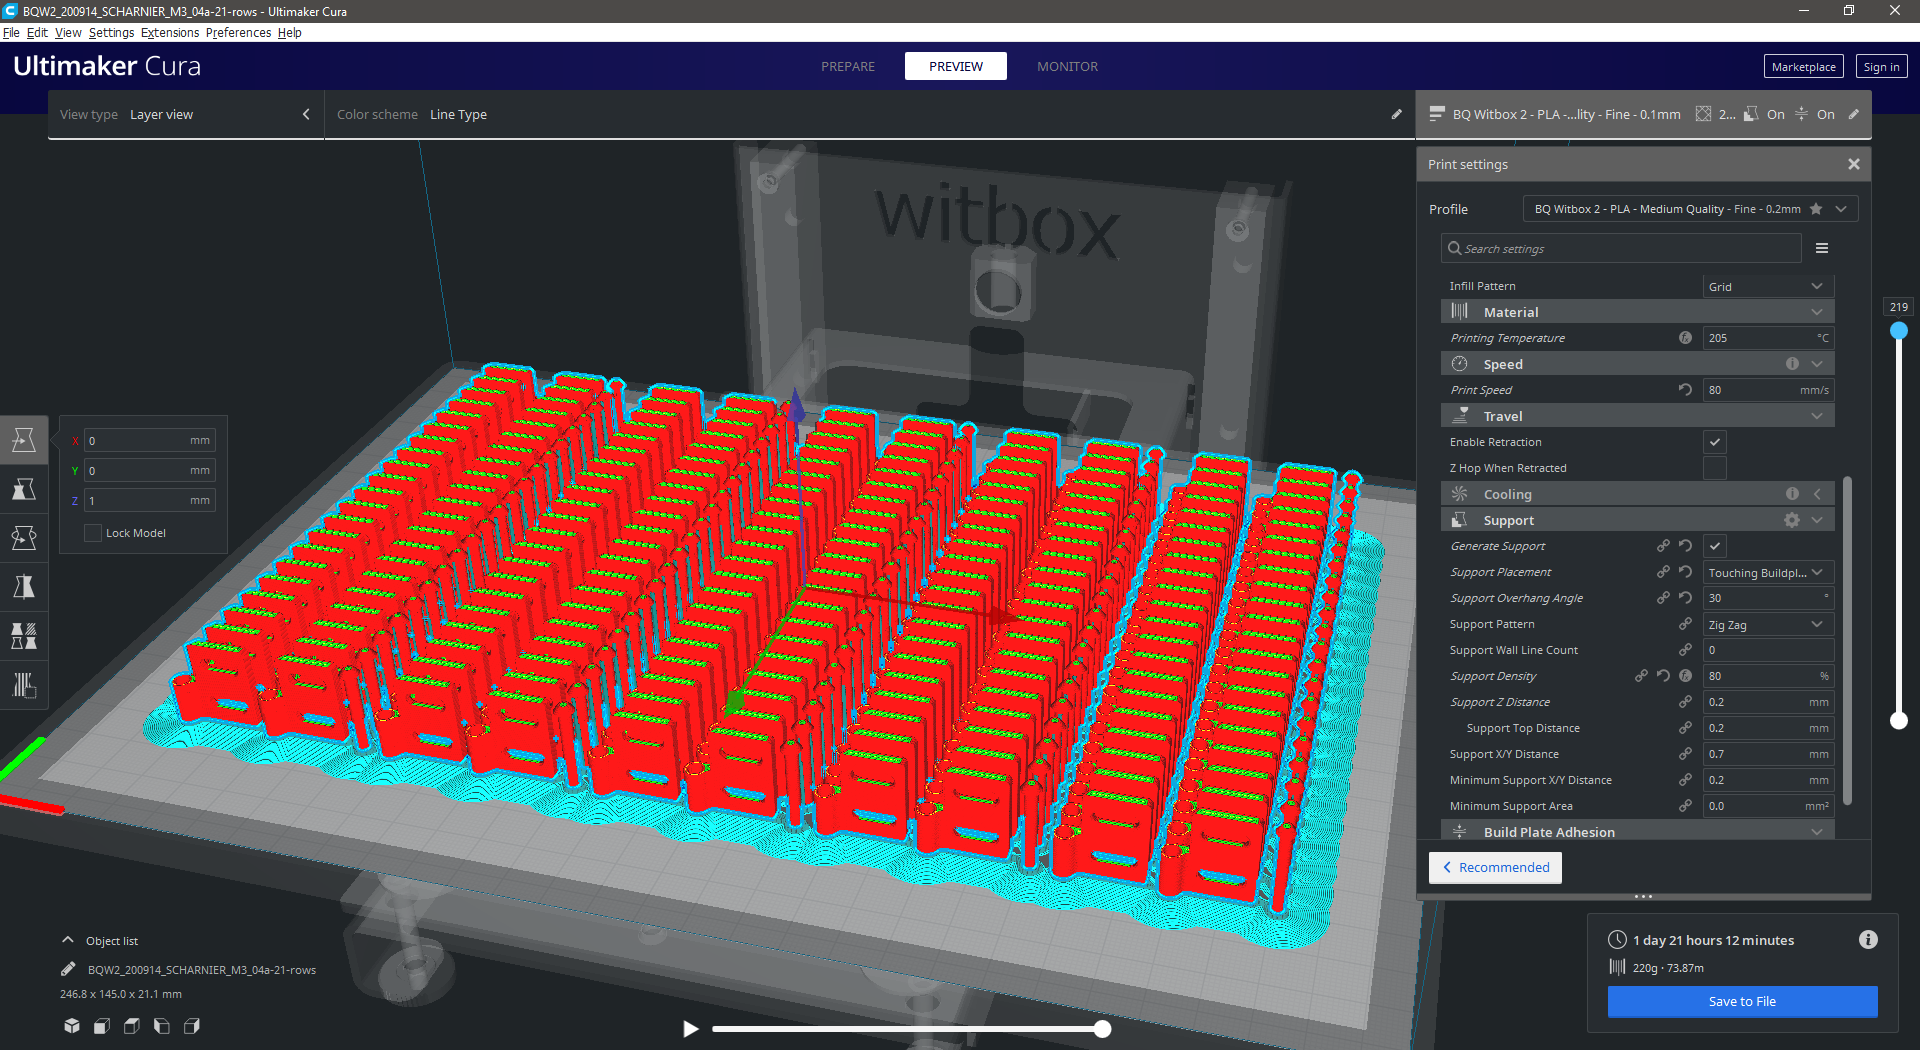 BQW2_200914_SCHARNIER_M3_04a-21-rows - Ultimaker Cura
File Edit View Settings Extensions Preferences Help
Ultimaker Cura
PREPARE PREVIEW MONITOR
Marketplace Sign in
View type Layer view
Color scheme Line Type
BQ Witbox 2 - PLA -...lity - Fine - 0.1mm 2... On On
witbox
Print settings
Profile BQ Witbox 2 - PLA - Medium Quality - Fine - 0.2mm
Search settings
Infill Pattern Grid
Material
Printing Temperature 205 °C
Speed
Print Speed 80 mm/s
Travel
Enable Retraction
Z Hop When Retracted
Cooling
Support
Generate Support
Support Placement Touching Buildpl...
Support Overhang Angle 30 °
Support Pattern Zig Zag
Support Wall Line Count 0
Support Density 80 %
Support Z Distance 0.2 mm
Support Top Distance 0.2 mm
Support X/Y Distance 0.7 mm
Minimum Support X/Y Distance 0.2 mm
Minimum Support Area 0.0 mm²
Build Plate Adhesion
Recommended
219
X 0 mm
Y 0 mm
Z 1 mm
Lock Model
Object list
BQW2_200914_SCHARNIER_M3_04a-21-rows
246.8 x 145.0 x 21.1 mm
1 day 21 hours 12 minutes
220g · 73.87m
Save to File